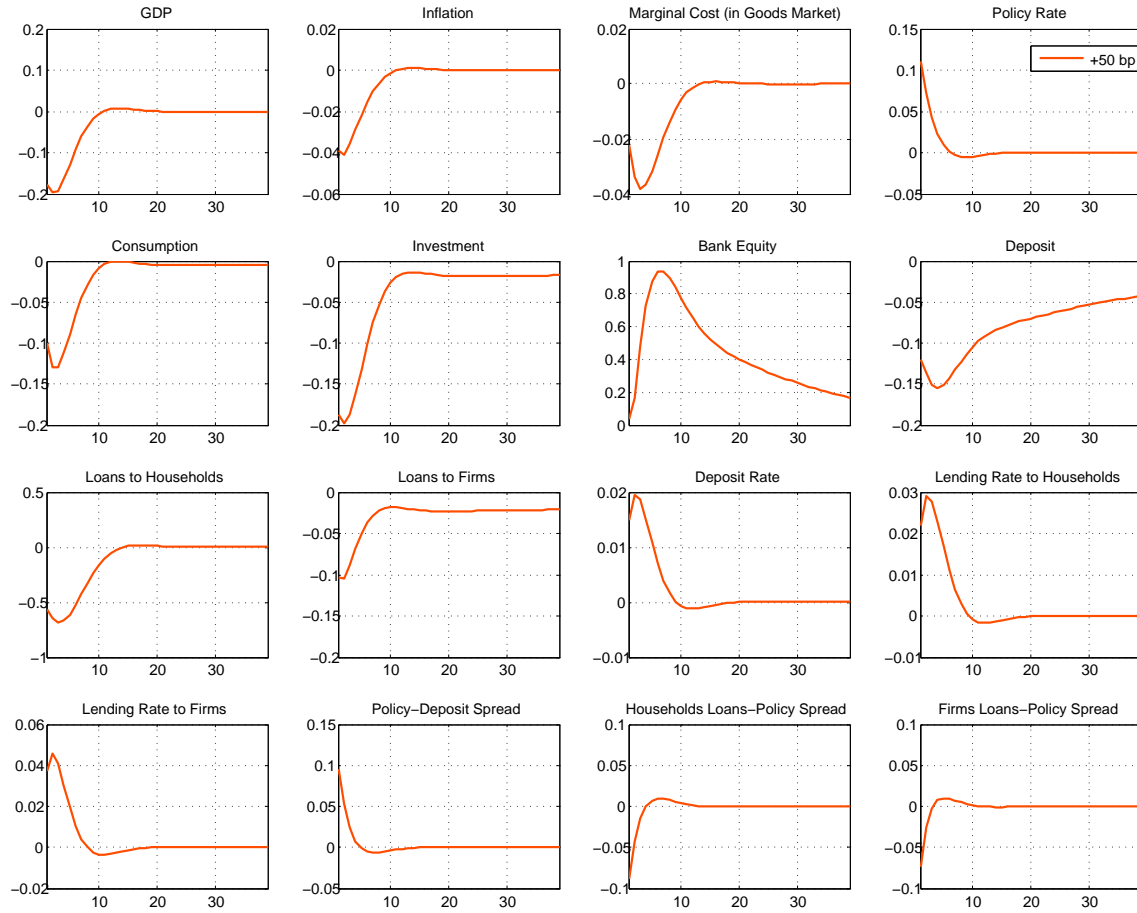 GDP
0.2
0.1
0
−0.1
−0.2
10 20 30
Inflation
0.02
0
−0.02
−0.04
−0.06
10 20 30
Marginal Cost (in Goods Market)
0.02
0
−0.02
−0.04
10 20 30
Policy Rate
0.15
0.1
0.05
0
−0.05
10 20 30
+50 bp
Consumption
0
−0.05
−0.1
−0.15
−0.2
10 20 30
Investment
0
−0.05
−0.1
−0.15
−0.2
10 20 30
Bank Equity
1
0.8
0.6
0.4
0.2
0
10 20 30
Deposit
0
−0.05
−0.1
−0.15
−0.2
10 20 30
Loans to Households
0.5
0
−0.5
−1
10 20 30
Loans to Firms
0
−0.05
−0.1
−0.15
−0.2
10 20 30
Deposit Rate
0.02
0.01
0
−0.01
10 20 30
Lending Rate to Households
0.03
0.02
0.01
0
−0.01
10 20 30
Lending Rate to Firms
0.06
0.04
0.02
0
−0.02
10 20 30
Policy−Deposit Spread
0.15
0.1
0.05
0
−0.05
10 20 30
Households Loans−Policy Spread
0.1
0.05
0
−0.05
−0.1
10 20 30
Firms Loans−Policy Spread
0.1
0.05
0
−0.05
−0.1
10 20 30